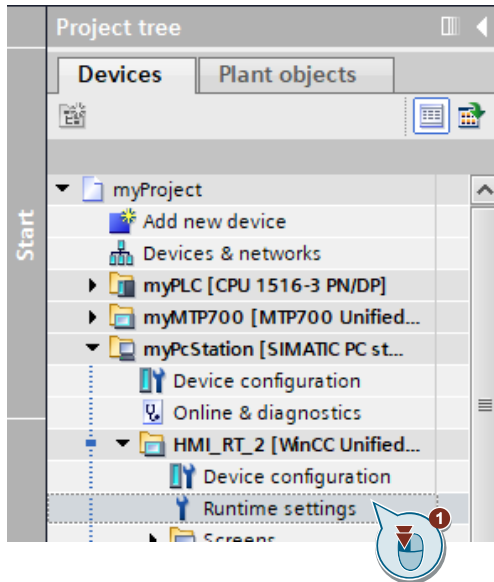 Project tree
Devices
Plant objects
Start
myProject
Add new device
Devices & networks
myPLC [CPU 1516-3 PN/DP]
myMTP700 [MTP700 Unified...
myPcStation [SIMATIC PC st...
Device configuration
Online & diagnostics
HMI_RT_2 [WinCC Unified...
Device configuration
Runtime settings
1
Screens